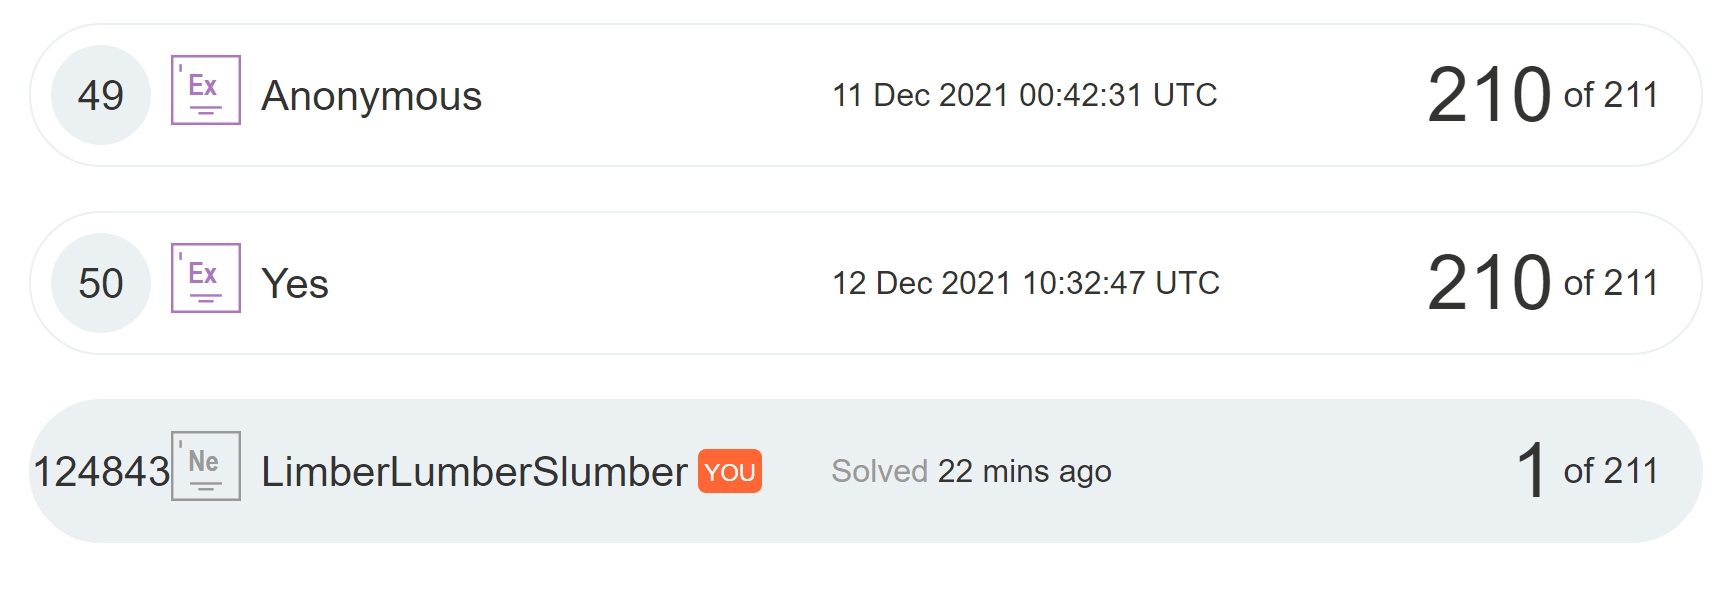 49 Ex Anonymous 11 Dec 2021 00:42:31 UTC 210 of 211
50 Ex Yes 12 Dec 2021 10:32:47 UTC 210 of 211
124843 Ne LimberLumberSlumber YOU Solved 22 mins ago 1 of 211